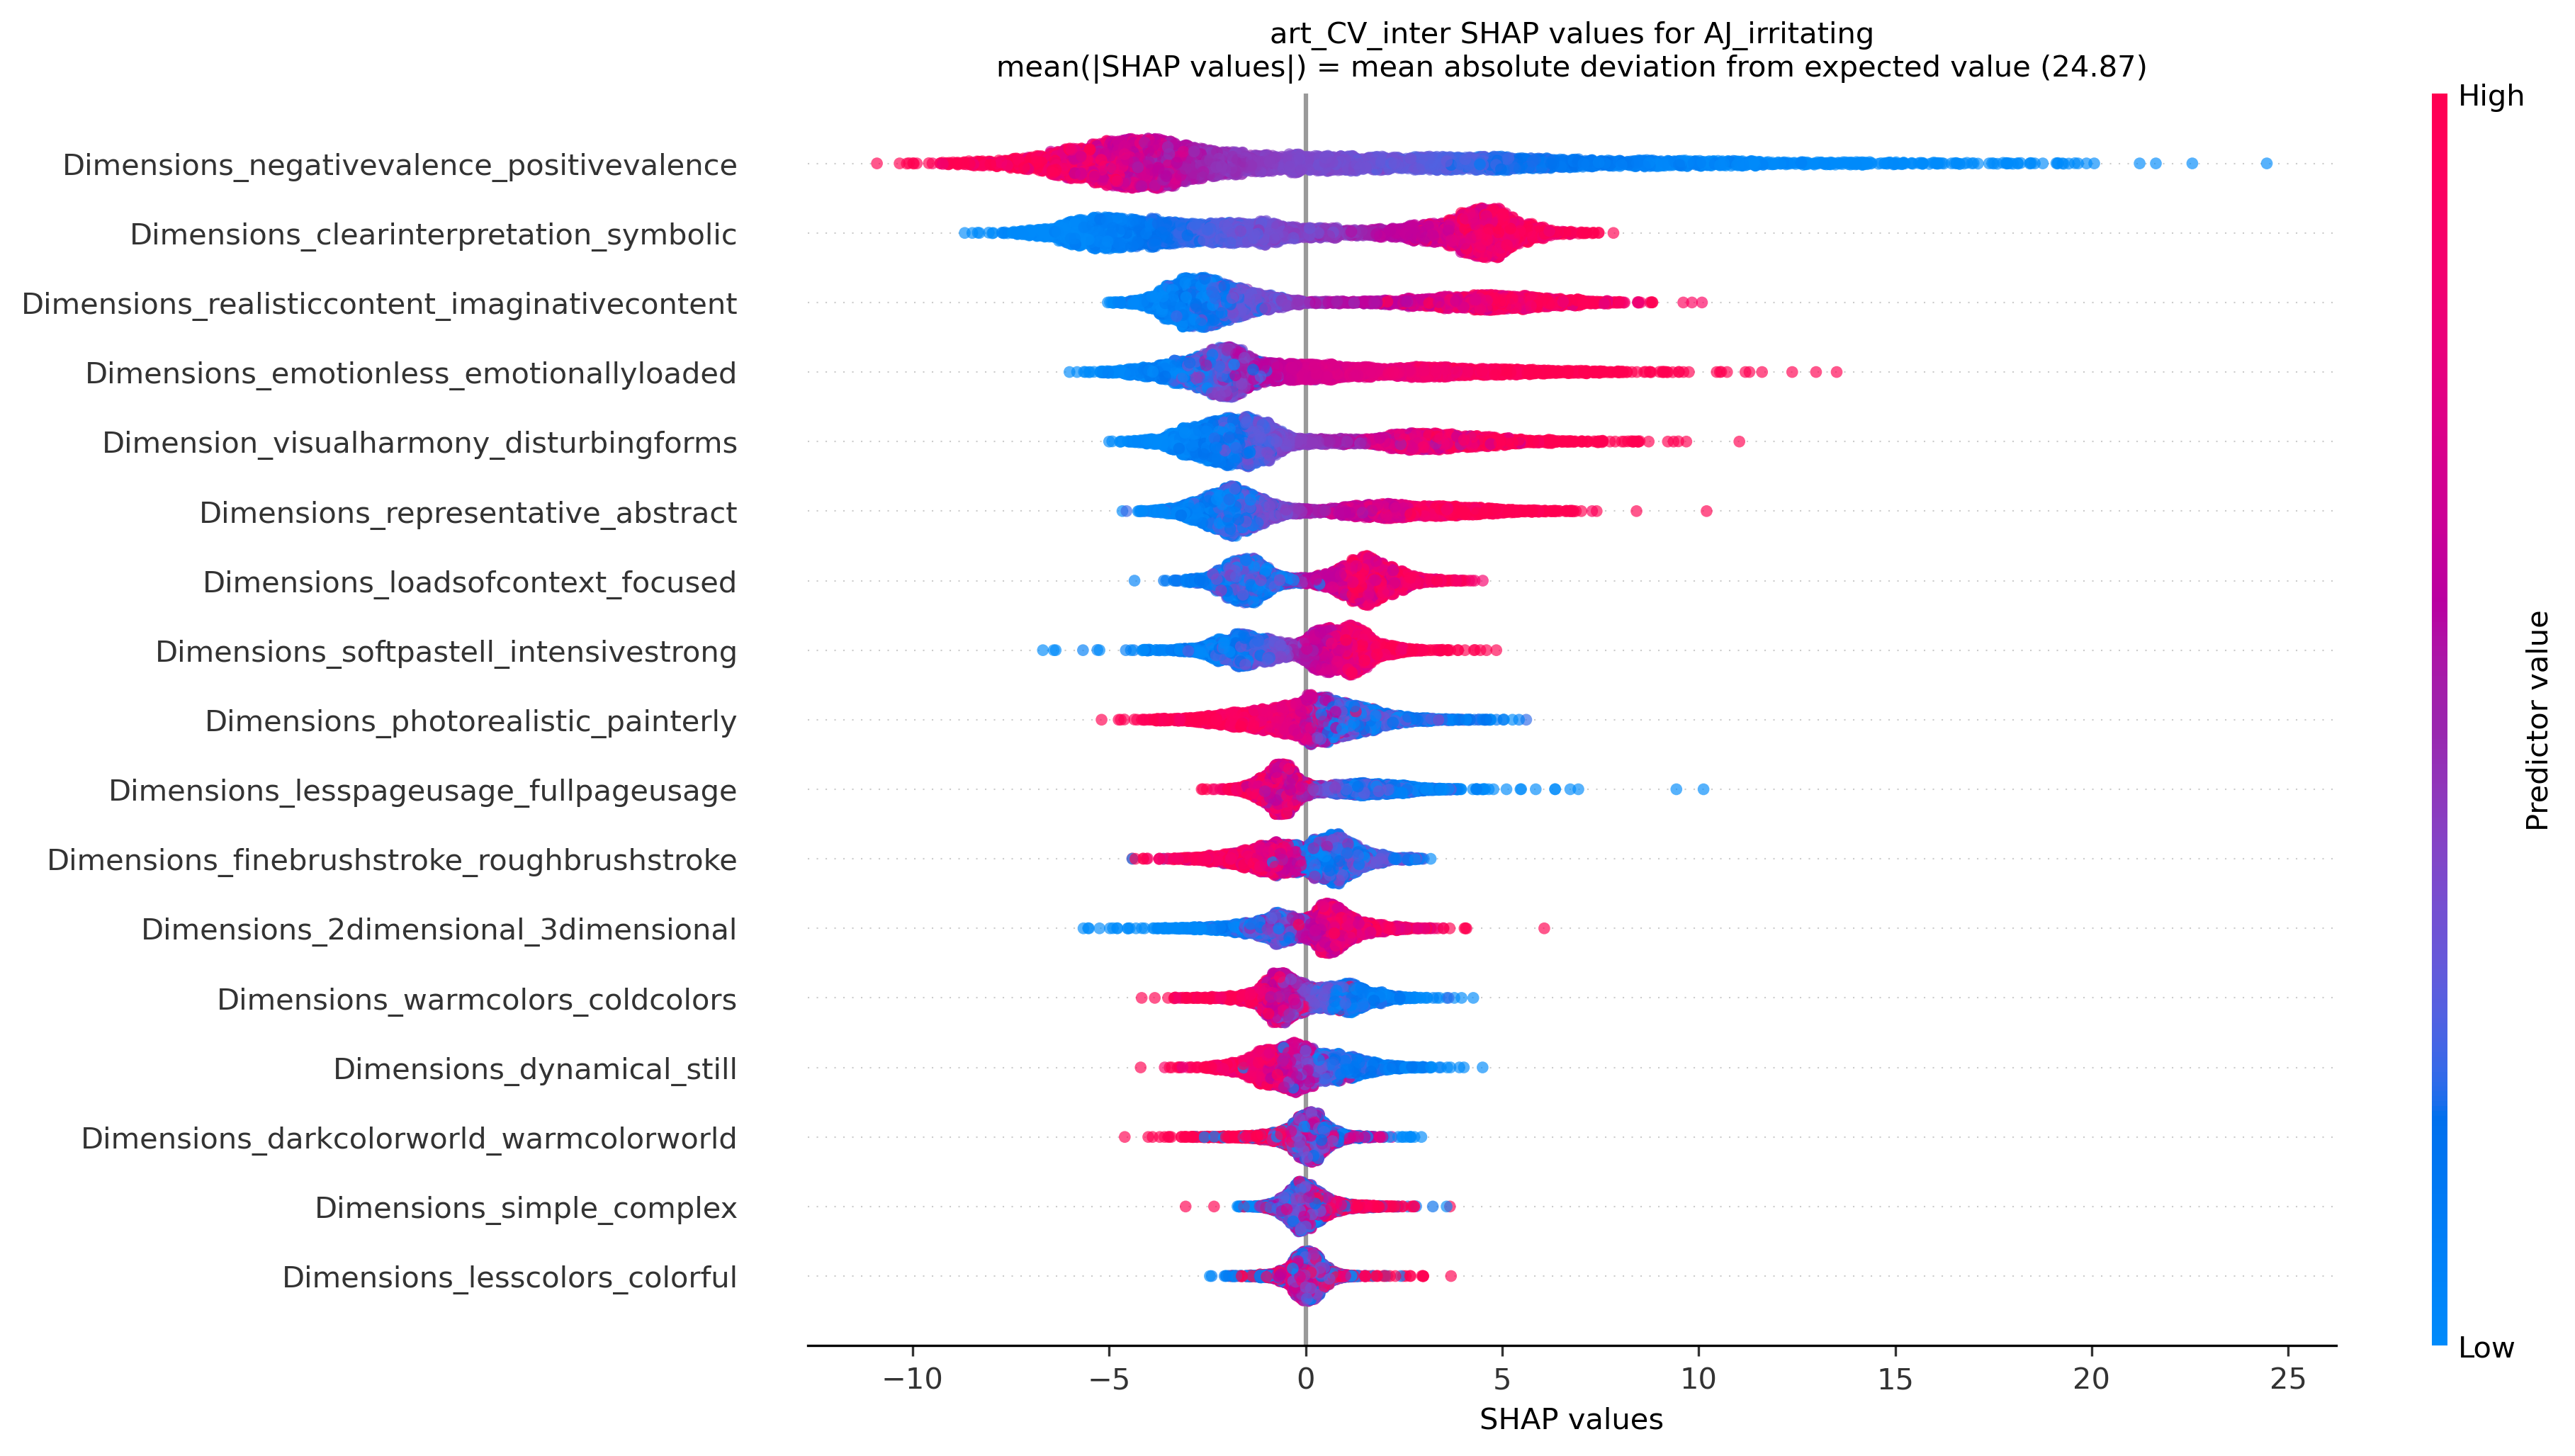 art_CV_inter SHAP values for AJ_irritating
mean(|SHAP values|) = mean absolute deviation from expected value (24.87)
High
Dimensions_negativevalence_positivevalence
Dimensions_clearinterpretation_symbolic
Dimensions_realisticcontent_imaginativecontent
Dimensions_emotionless_emotionallyloaded
Dimension_visualharmony_disturbingforms
Dimensions_representative_abstract
Dimensions_loadsofcontext_focused
Dimensions_softpastell_intensivestrong
Dimensions_photorealistic_painterly
Dimensions_lesspageusage_fullpageusage
Dimensions_finebrushstroke_roughbrushstroke
Dimensions_2dimensional_3dimensional
Dimensions_warmcolors_coldcolors
Dimensions_dynamical_still
Dimensions_darkcolorworld_warmcolorworld
Dimensions_simple_complex
Dimensions_lesscolors_colorful
Predictor value
Low
−10 −5 0 5 10 15 20 25
SHAP values